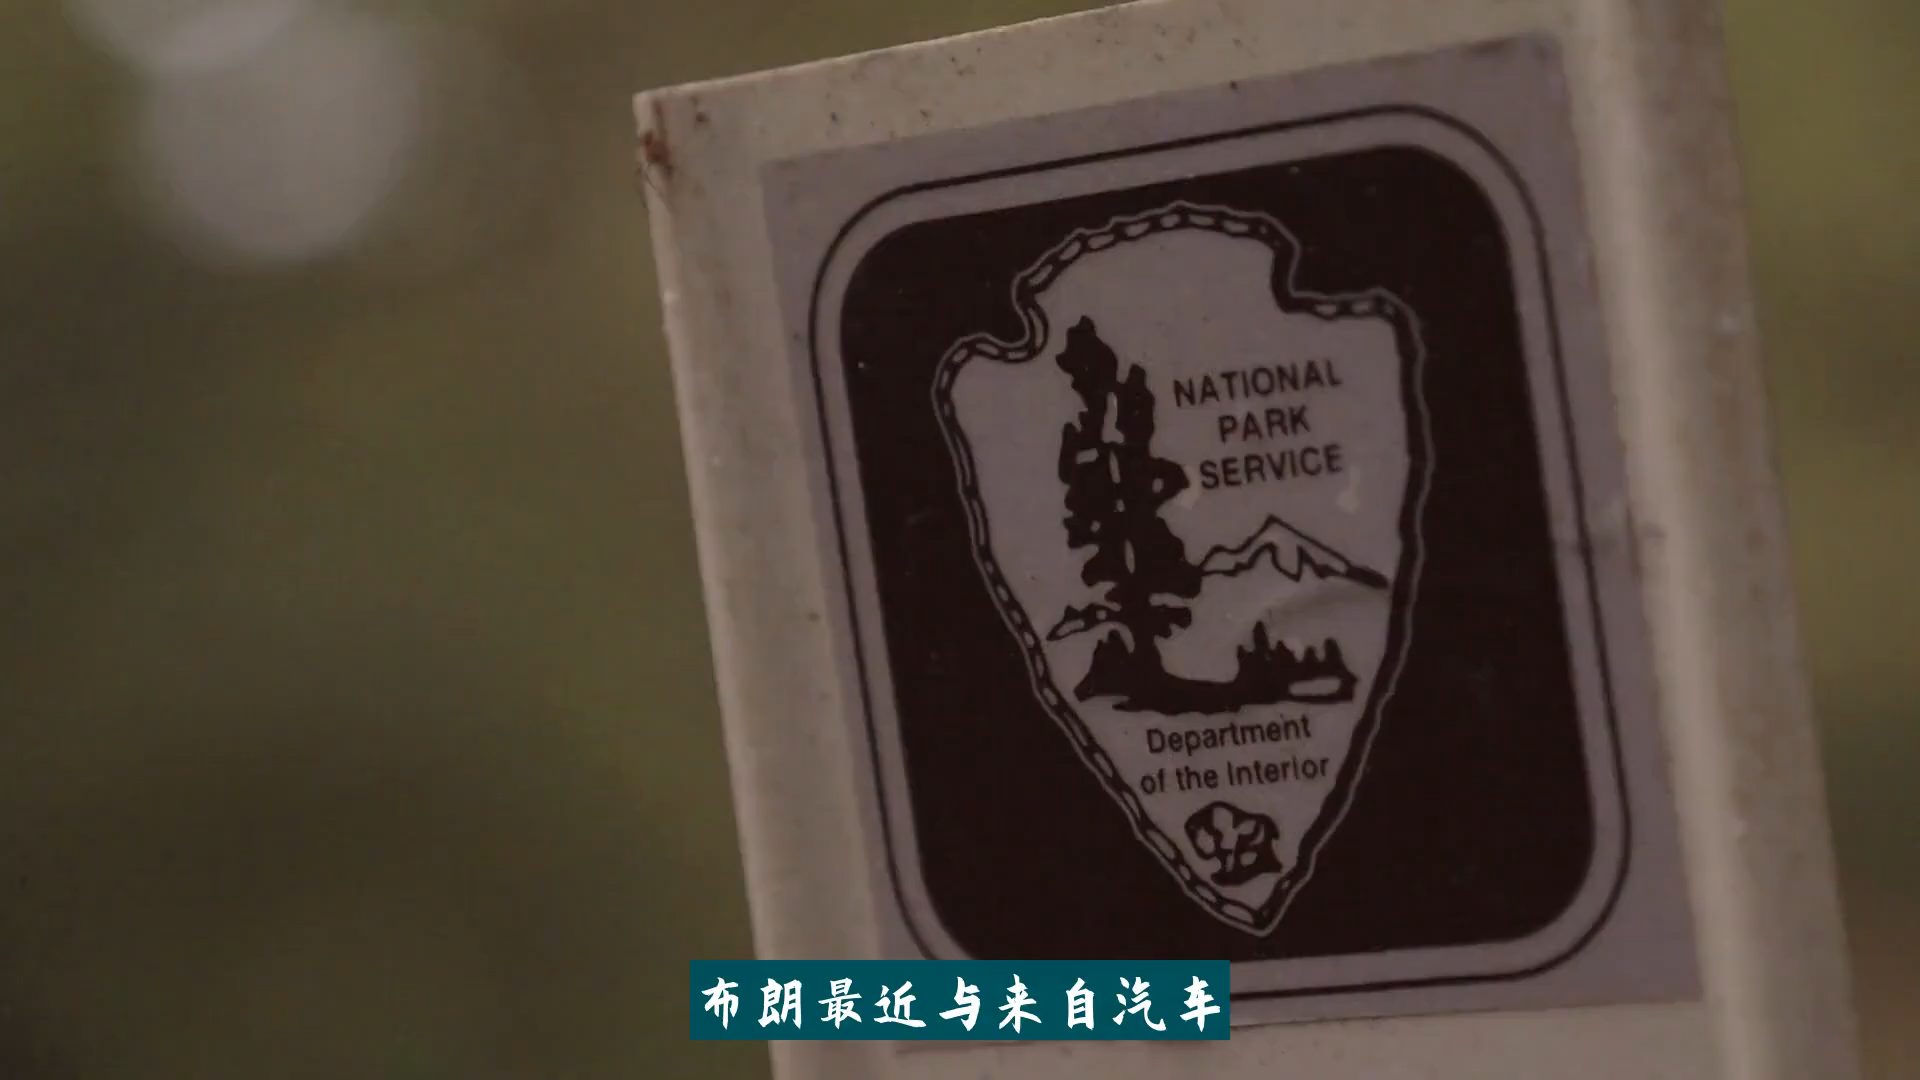 NATIONAL
PARK
SERVICE
Department
of the Interior
布朗最近与来自汽车